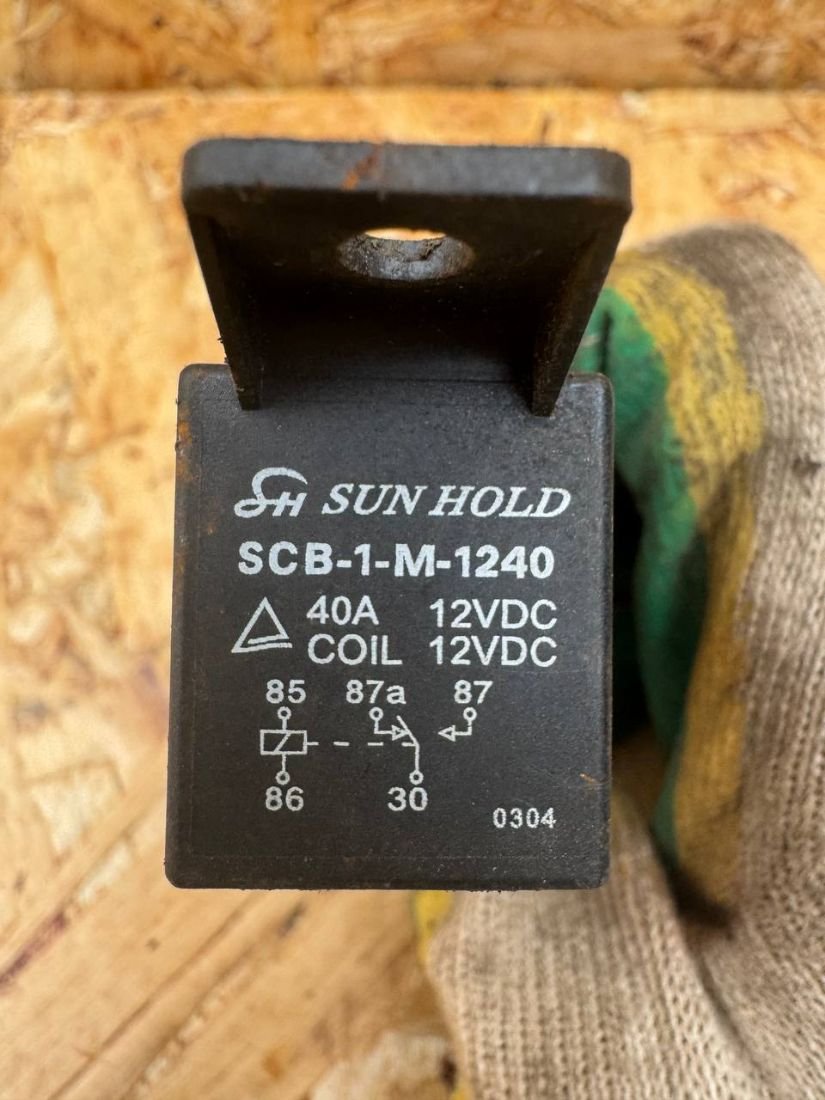 SH SUN HOLD
SCB-1-M-1240
40A 12VDC
COIL 12VDC
85 87a 87
86 30
0304